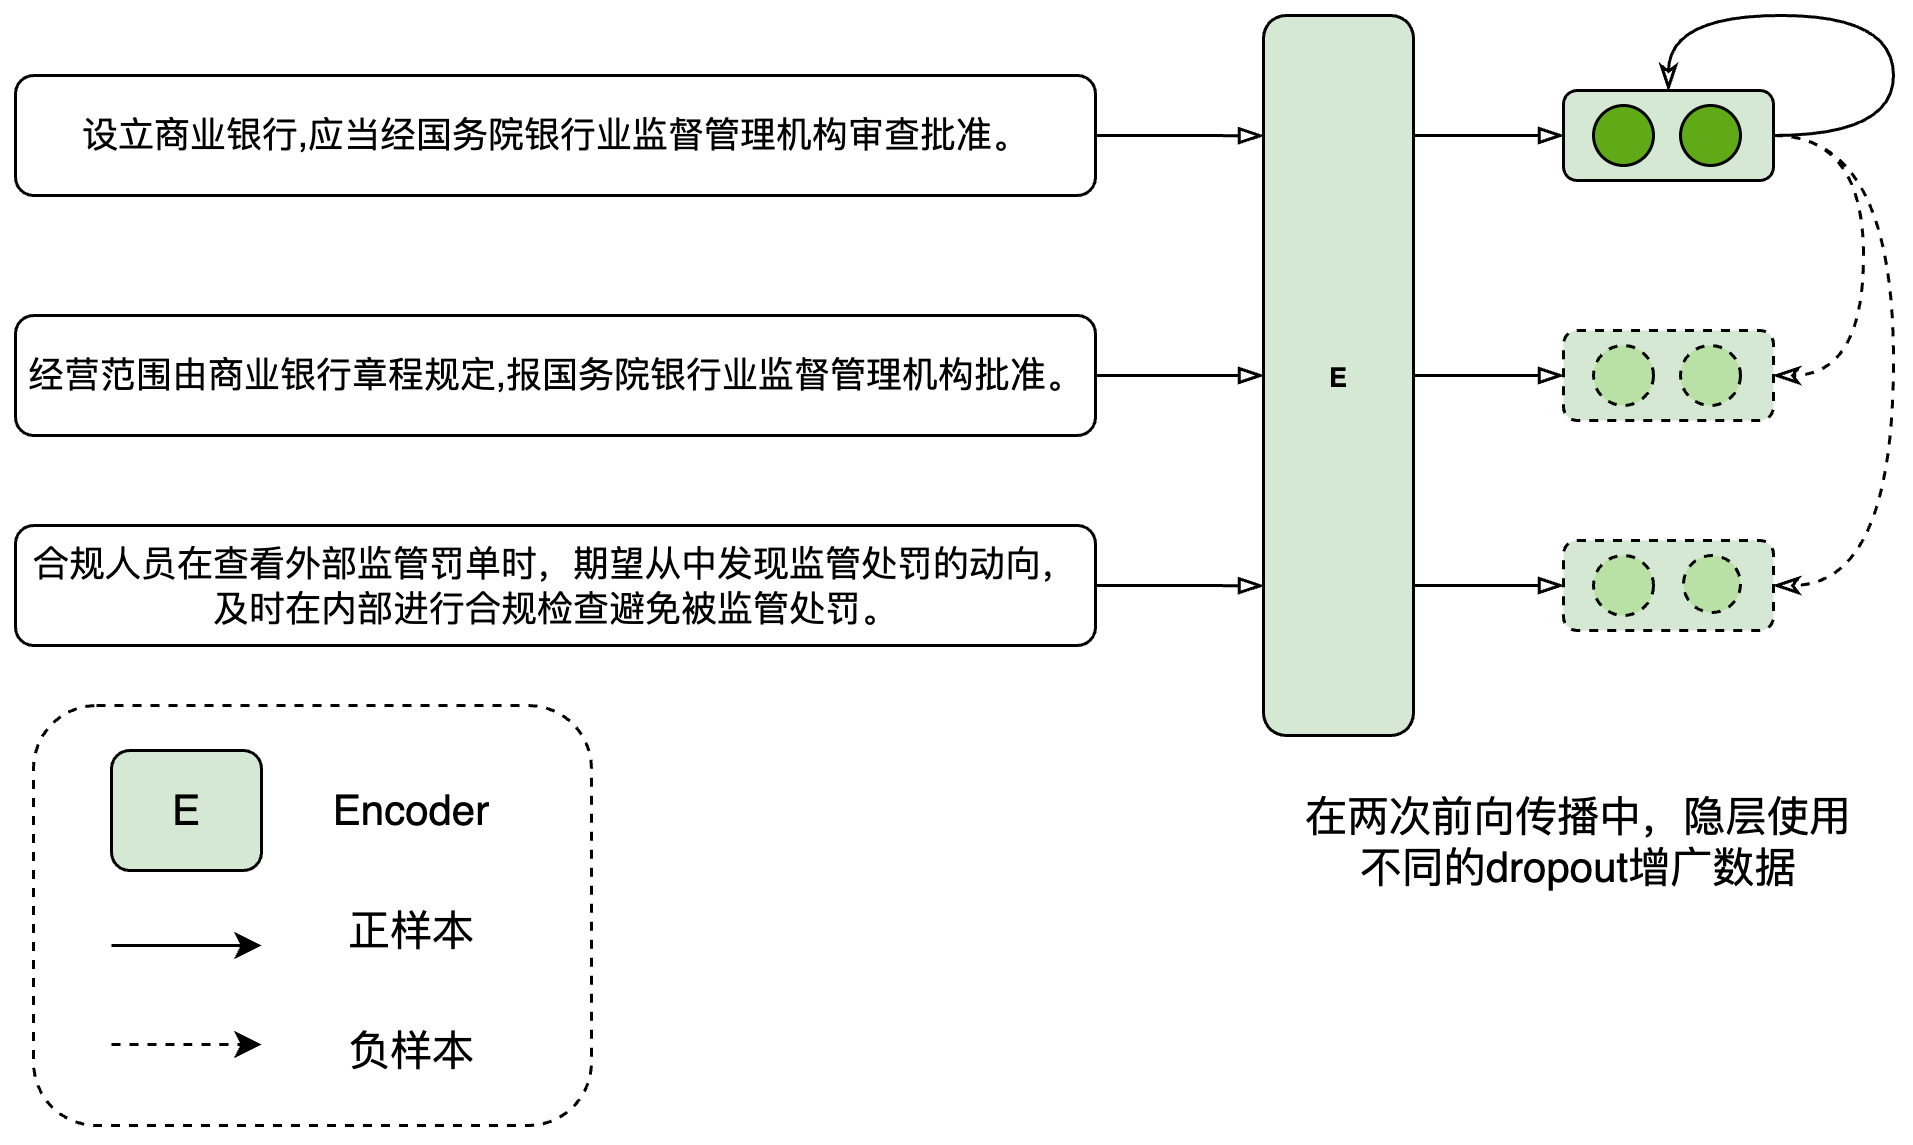 设立商业银行,应当经国务院银行业监督管理机构审查批准。
经营范围由商业银行章程规定,报国务院银行业监督管理机构批准。
E
合规人员在查看外部监管罚单时，期望从中发现监管处罚的动向，
及时在内部进行合规检查避免被监管处罚。
E
Encoder
正样本
负样本
在两次前向传播中，隐层使用
不同的dropout增广数据